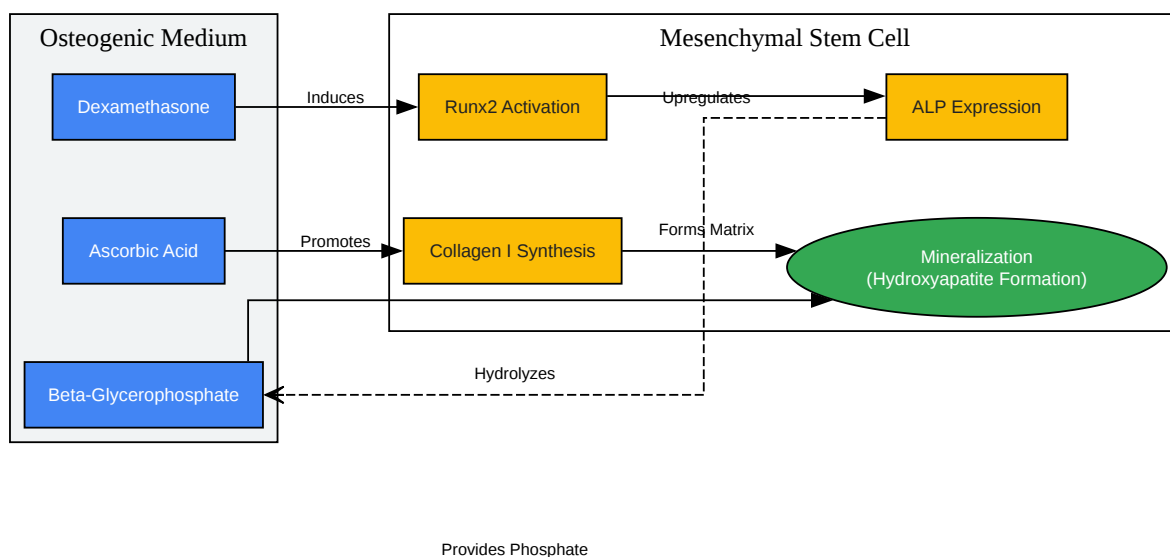 Osteogenic Medium
Mesenchymal Stem Cell
Dexamethasone
Induces
Runx2 Activation
Upregulates
ALP Expression
Ascorbic Acid
Promotes
Collagen I Synthesis
Forms Matrix
Mineralization
(Hydroxyapatite Formation)
Beta-Glycerophosphate
Hydrolyzes
Provides Phosphate